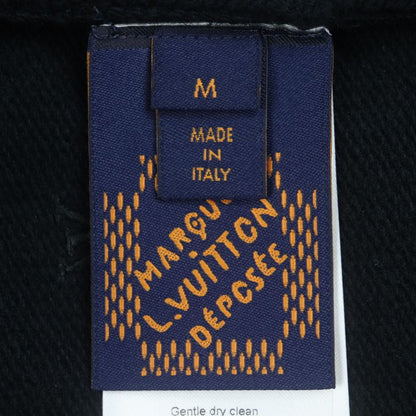 M
MADE
IN
ITALY
MARQUE
L.VUITTON
DÉPOSÉE
Gentle dry clean